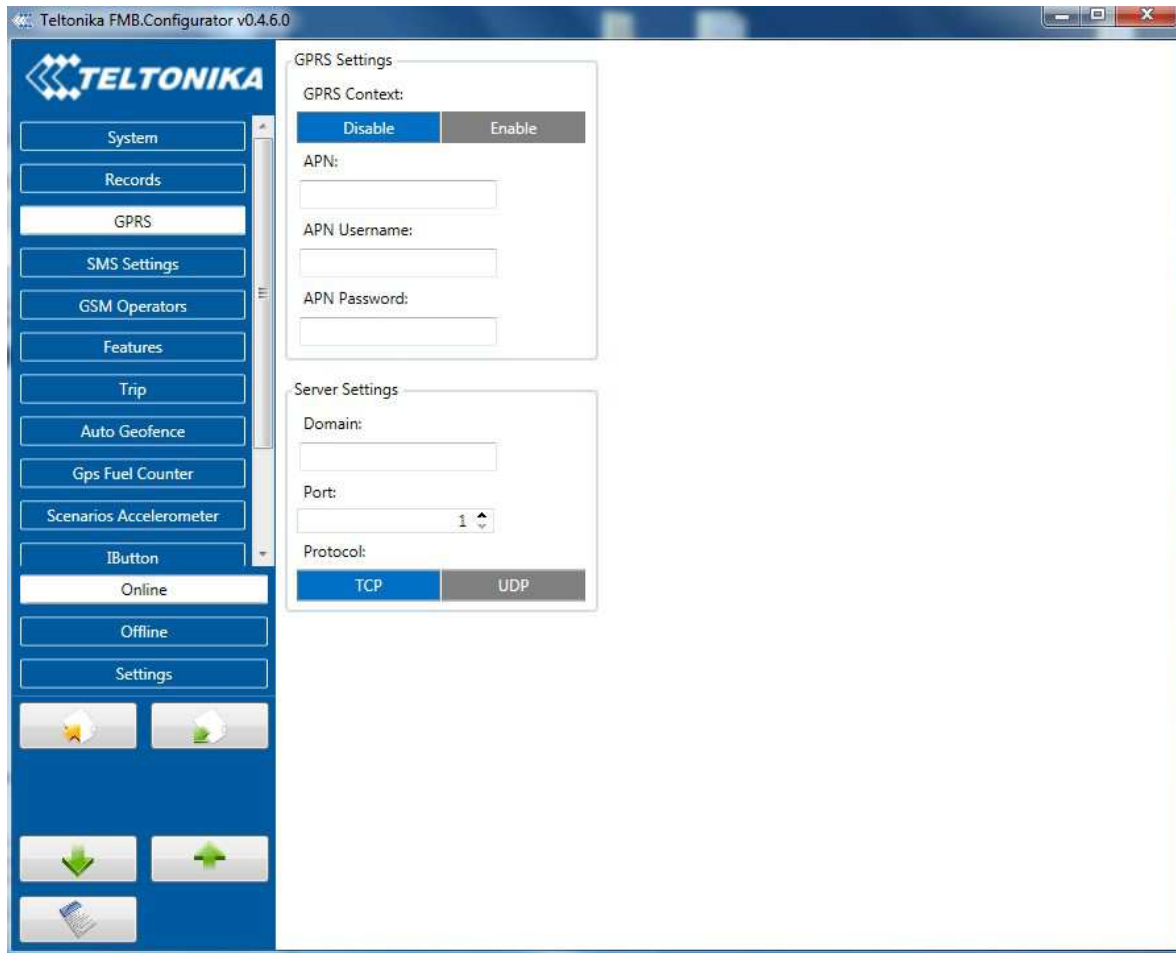 Teltonika FMB.Configurator v0.4.6.0
TELTONIKA
System
Records
GPRS
SMS Settings
GSM Operators
Features
Trip
Auto Geofence
Gps Fuel Counter
Scenarios Accelerometer
IButton
Online
Offline
Settings
GPRS Settings
GPRS Context:
Disable Enable
APN:
APN Username:
APN Password:
Server Settings
Domain:
Port:
1
Protocol:
TCP UDP